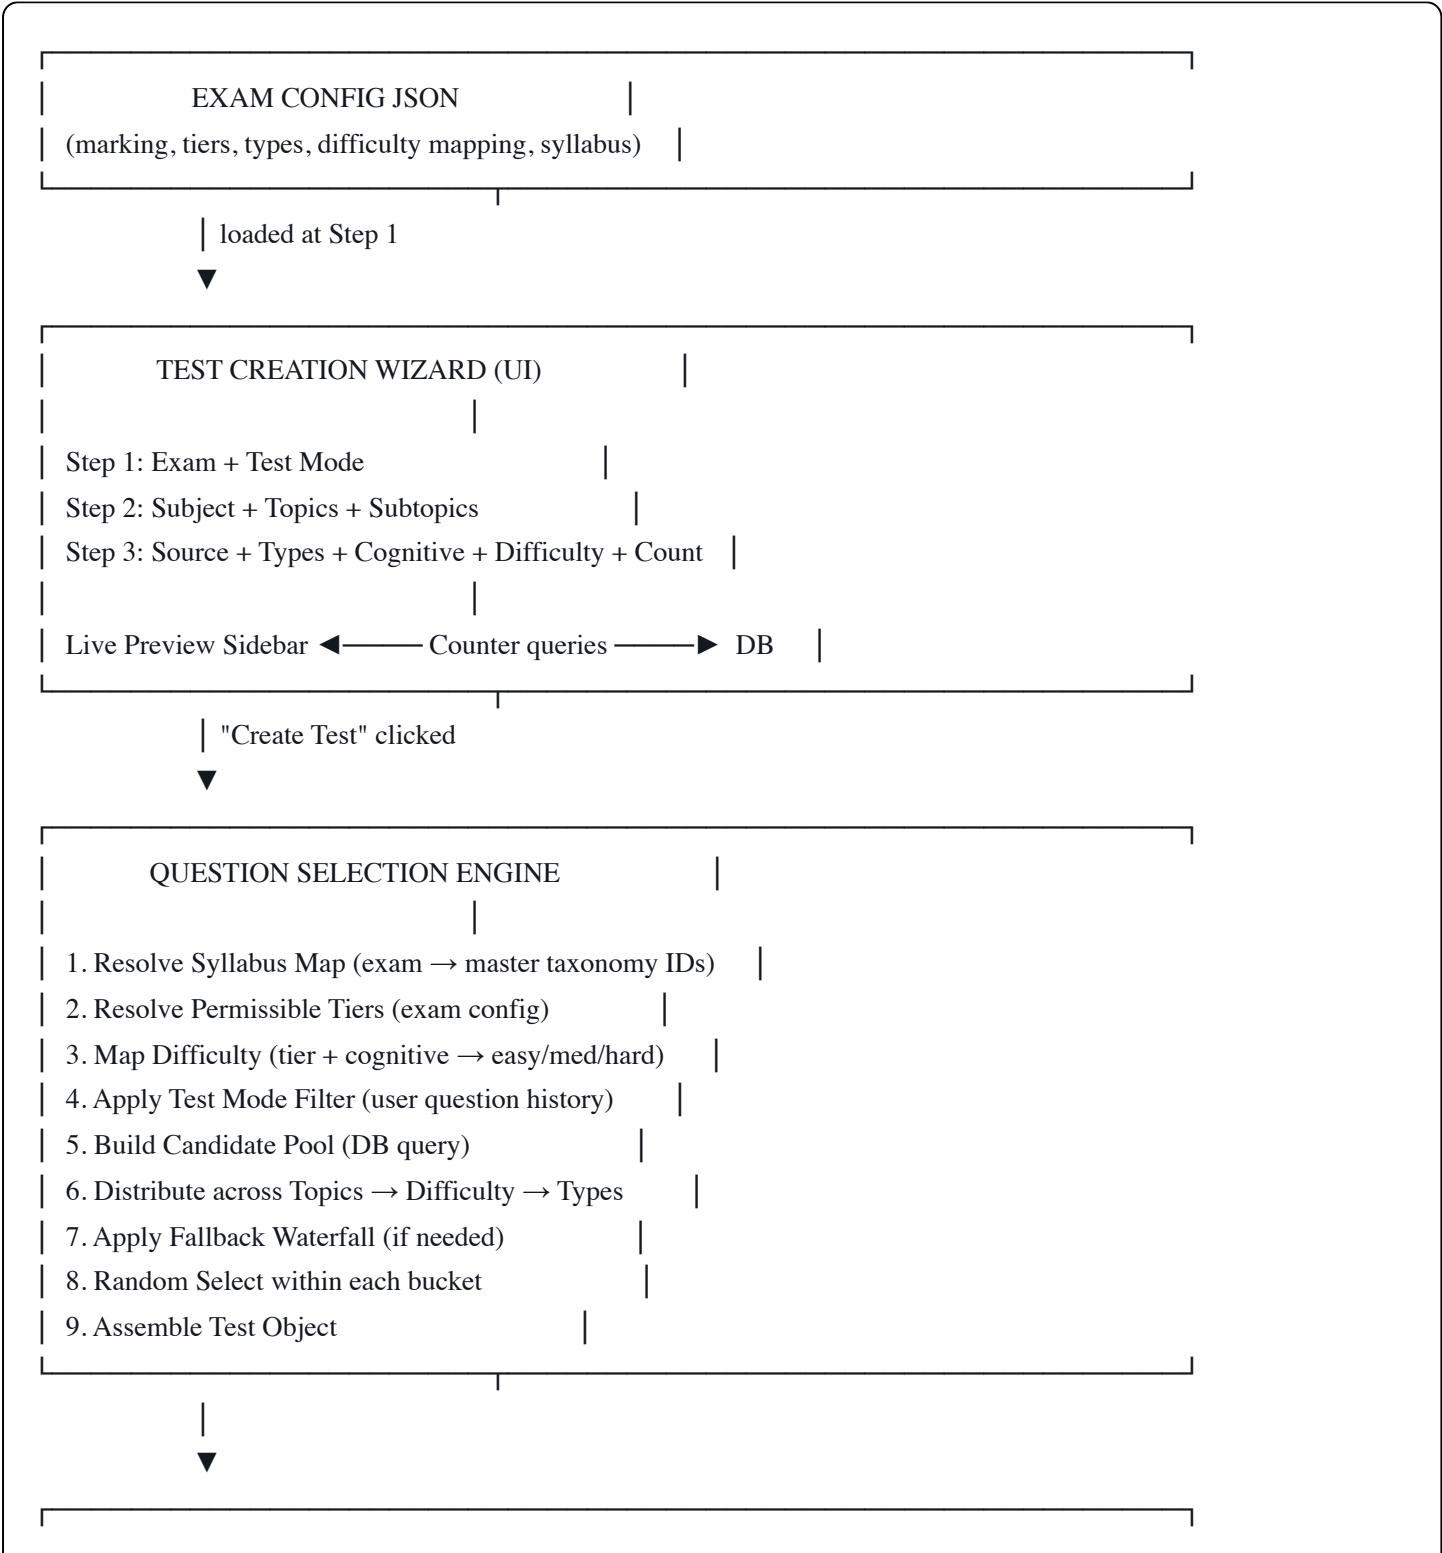 EXAM CONFIG JSON
(marking, tiers, types, difficulty mapping, syllabus)
loaded at Step 1
▼
TEST CREATION WIZARD (UI)
Step 1: Exam + Test Mode
Step 2: Subject + Topics + Subtopics
Step 3: Source + Types + Cognitive + Difficulty + Count
Live Preview Sidebar ◄──── Counter queries ────► DB
"Create Test" clicked
▼
QUESTION SELECTION ENGINE
1. Resolve Syllabus Map (exam → master taxonomy IDs)
2. Resolve Permissible Tiers (exam config)
3. Map Difficulty (tier + cognitive → easy/med/hard)
4. Apply Test Mode Filter (user question history)
5. Build Candidate Pool (DB query)
6. Distribute across Topics → Difficulty → Types
7. Apply Fallback Waterfall (if needed)
8. Random Select within each bucket
9. Assemble Test Object
▼